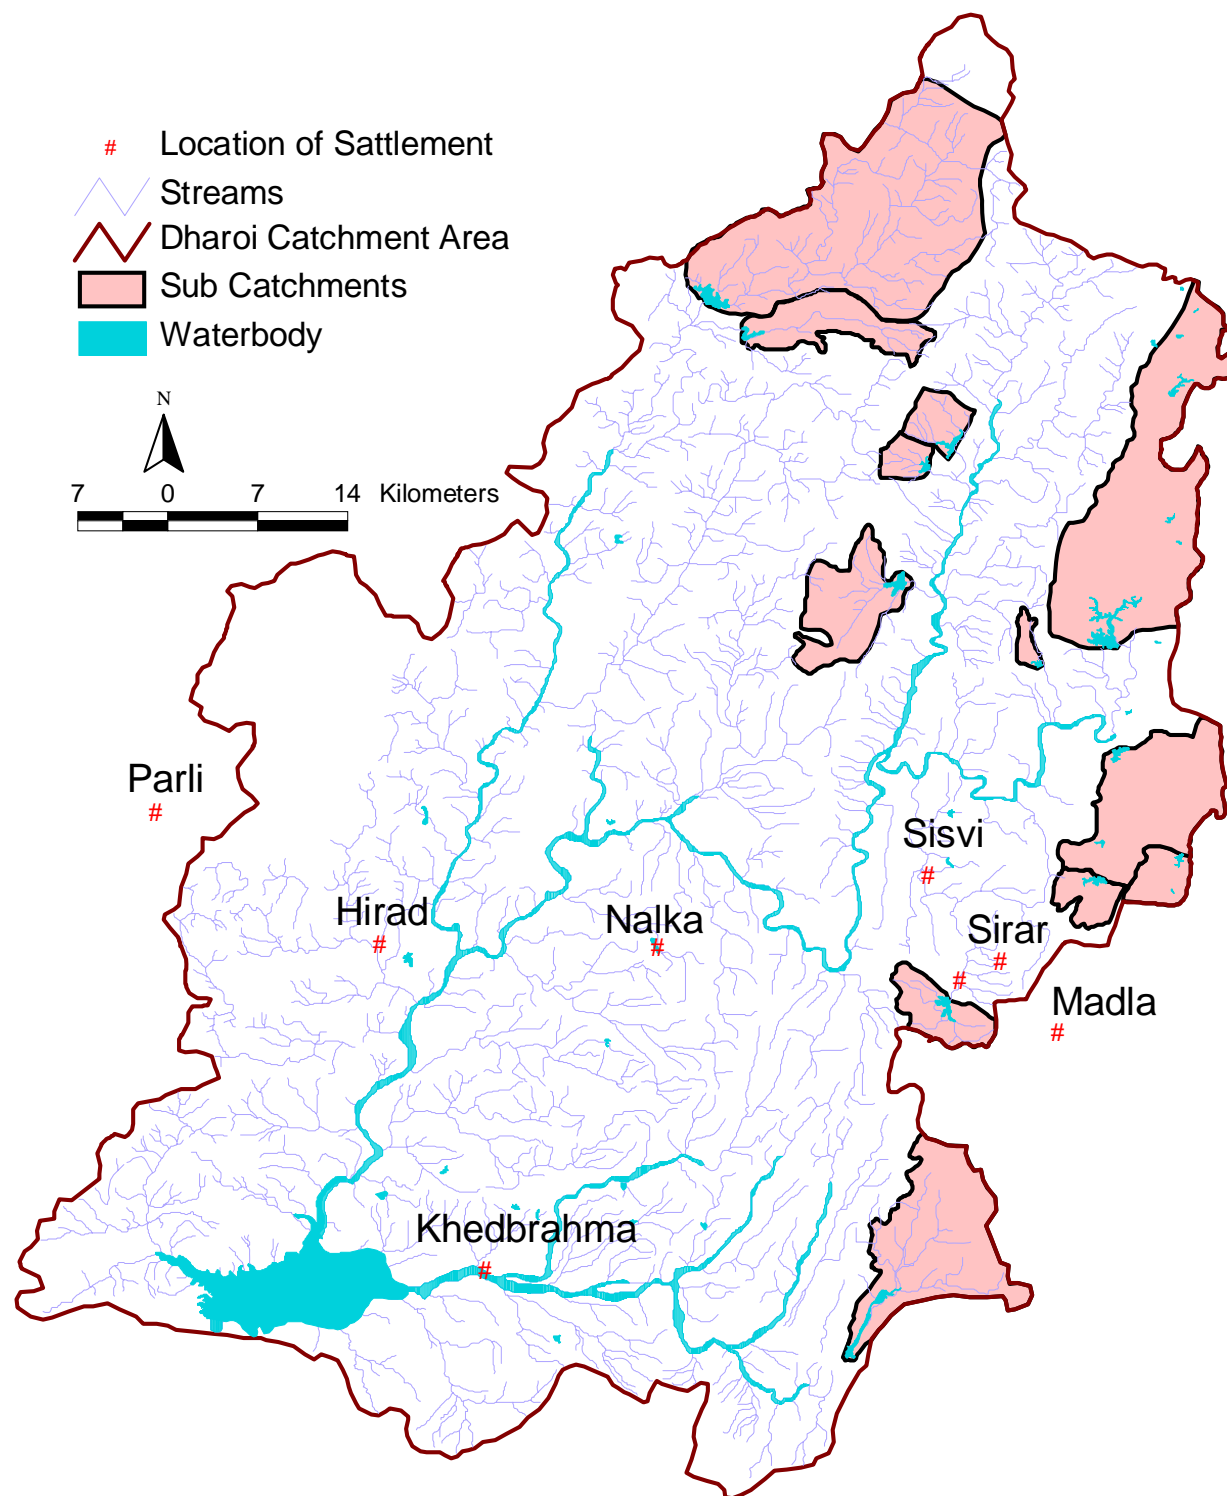 # Location of Sattlement
Streams
Dharoi Catchment Area
Sub Catchments
Waterbody
N
7 0 7 14 Kilometers
Parli
#
Sisvi
#
Hirad
#
Nalka
#
Sirar
#
#
Madla
#
Khedbrahma
#